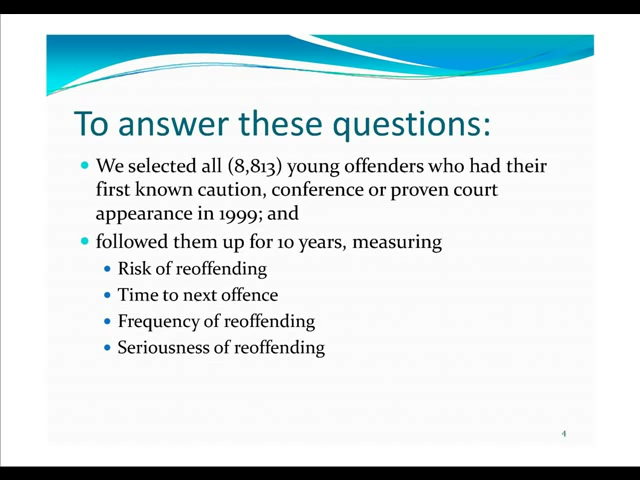 To answer these questions:
We selected all (8,813) young offenders who had their
first known caution, conference or proven court
appearance in 1999; and
followed them up for 10 years, measuring
Risk of reoffending
Time to next offence
Frequency of reoffending
Seriousness of reoffending
4